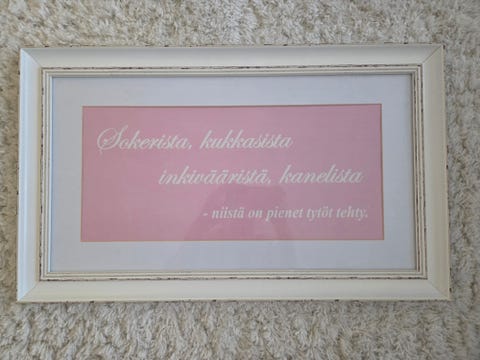 Sokerista, kukkasista
inkivääristä, kanelista
- niistä on pienet tytöt tehty.